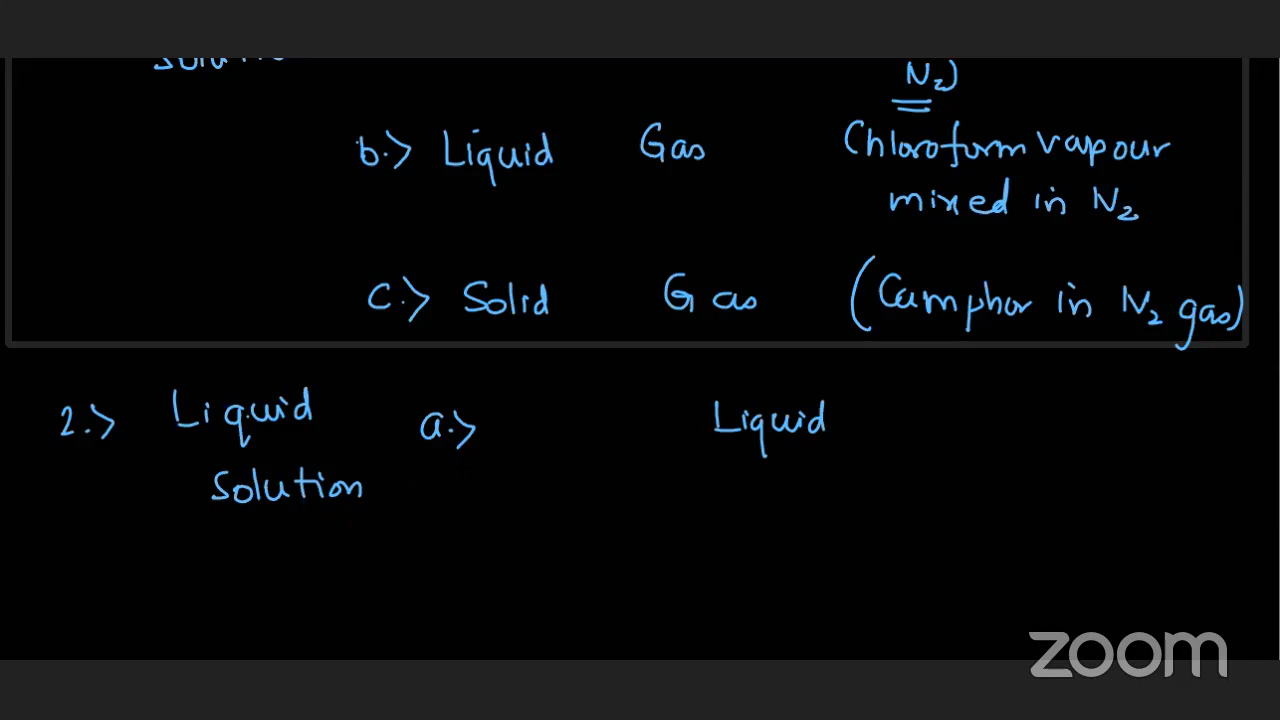 N₂)
b.> Liquid Gas Chloroform vapour
mixed in N₂
c.> Solid Gas (Camphor in N₂ gas)
2.> Liquid a.> Liquid
Solution
zoom